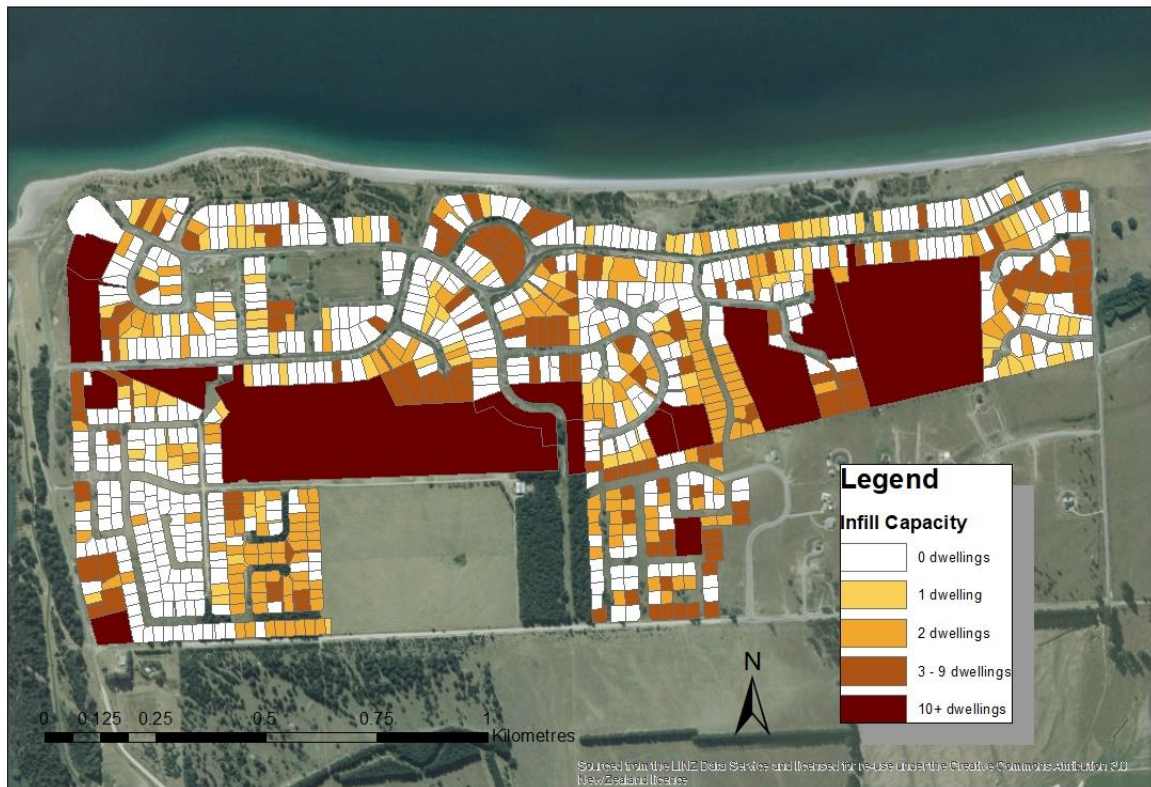 Legend
Infill Capacity
0 dwellings
1 dwelling
2 dwellings
3 - 9 dwellings
10+ dwellings
N
0 0.125 0.25 0.5 0.75 1
Kilometres
Sourced from the LINZ Data Service and licensed for re-use under the Creative Commons Attribution 3.0
New Zealand licence